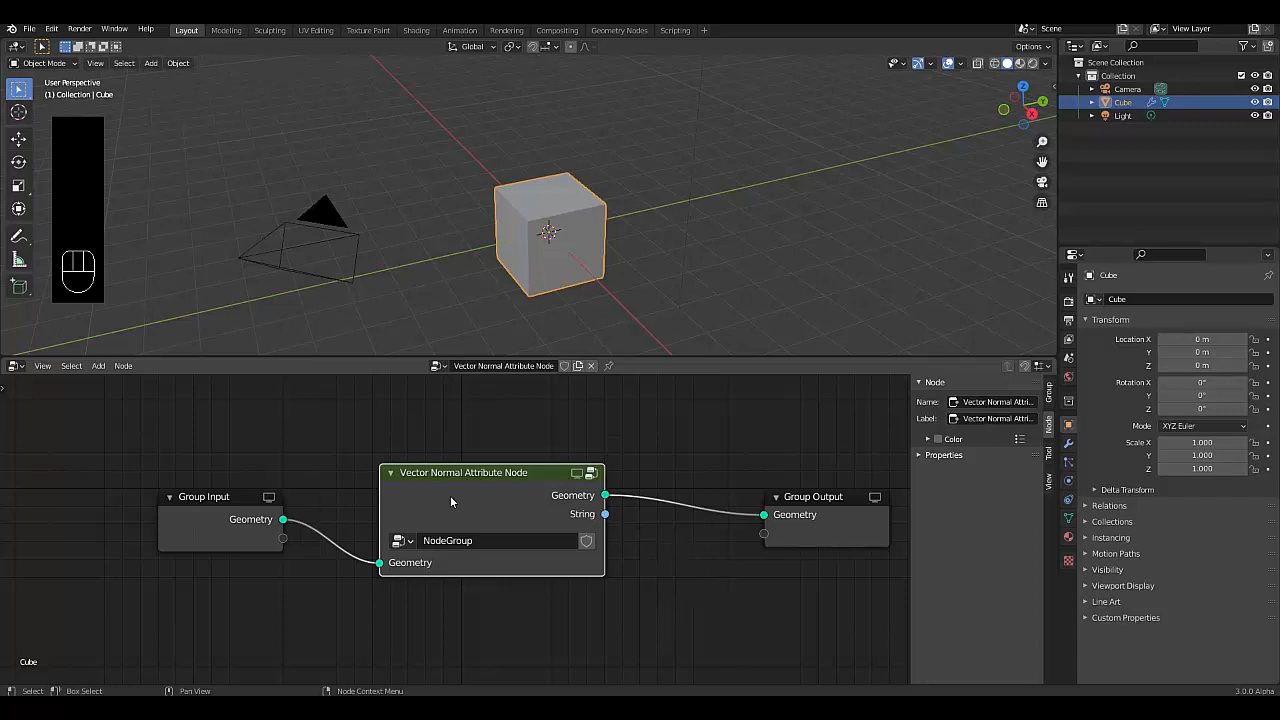 File Edit Render Window Help Layout Modeling Sculpting UV Editing Texture Paint Shading Animation Rendering Compositing Geometry Nodes Scripting + Scene View Layer
Global Options
Object Mode View Select Add Object
User Perspective
(1) Collection | Cube
Z
Y
X
Scene Collection
Collection
Camera
Cube
Light
Cube
Cube
Transform
Location X 0 m
Y 0 m
Z 0 m
Rotation X 0°
Y 0°
Z 0°
Mode XYZ Euler
Scale X 1.000
Y 1.000
Z 1.000
Delta Transform
Relations
Collections
Instancing
Motion Paths
Visibility
Viewport Display
Line Art
Custom Properties
View Select Add Node Vector Normal Attribute Node
Node
Name: Vector Normal Attri...
Label: Vector Normal Attri...
Color
Properties
Group
Node
Tool
View
Group Input
Geometry
Vector Normal Attribute Node
Geometry
String
NodeGroup
Geometry
Group Output
Geometry
Cube
Select Box Select Pan View Node Context Menu 3.0.0 Alpha